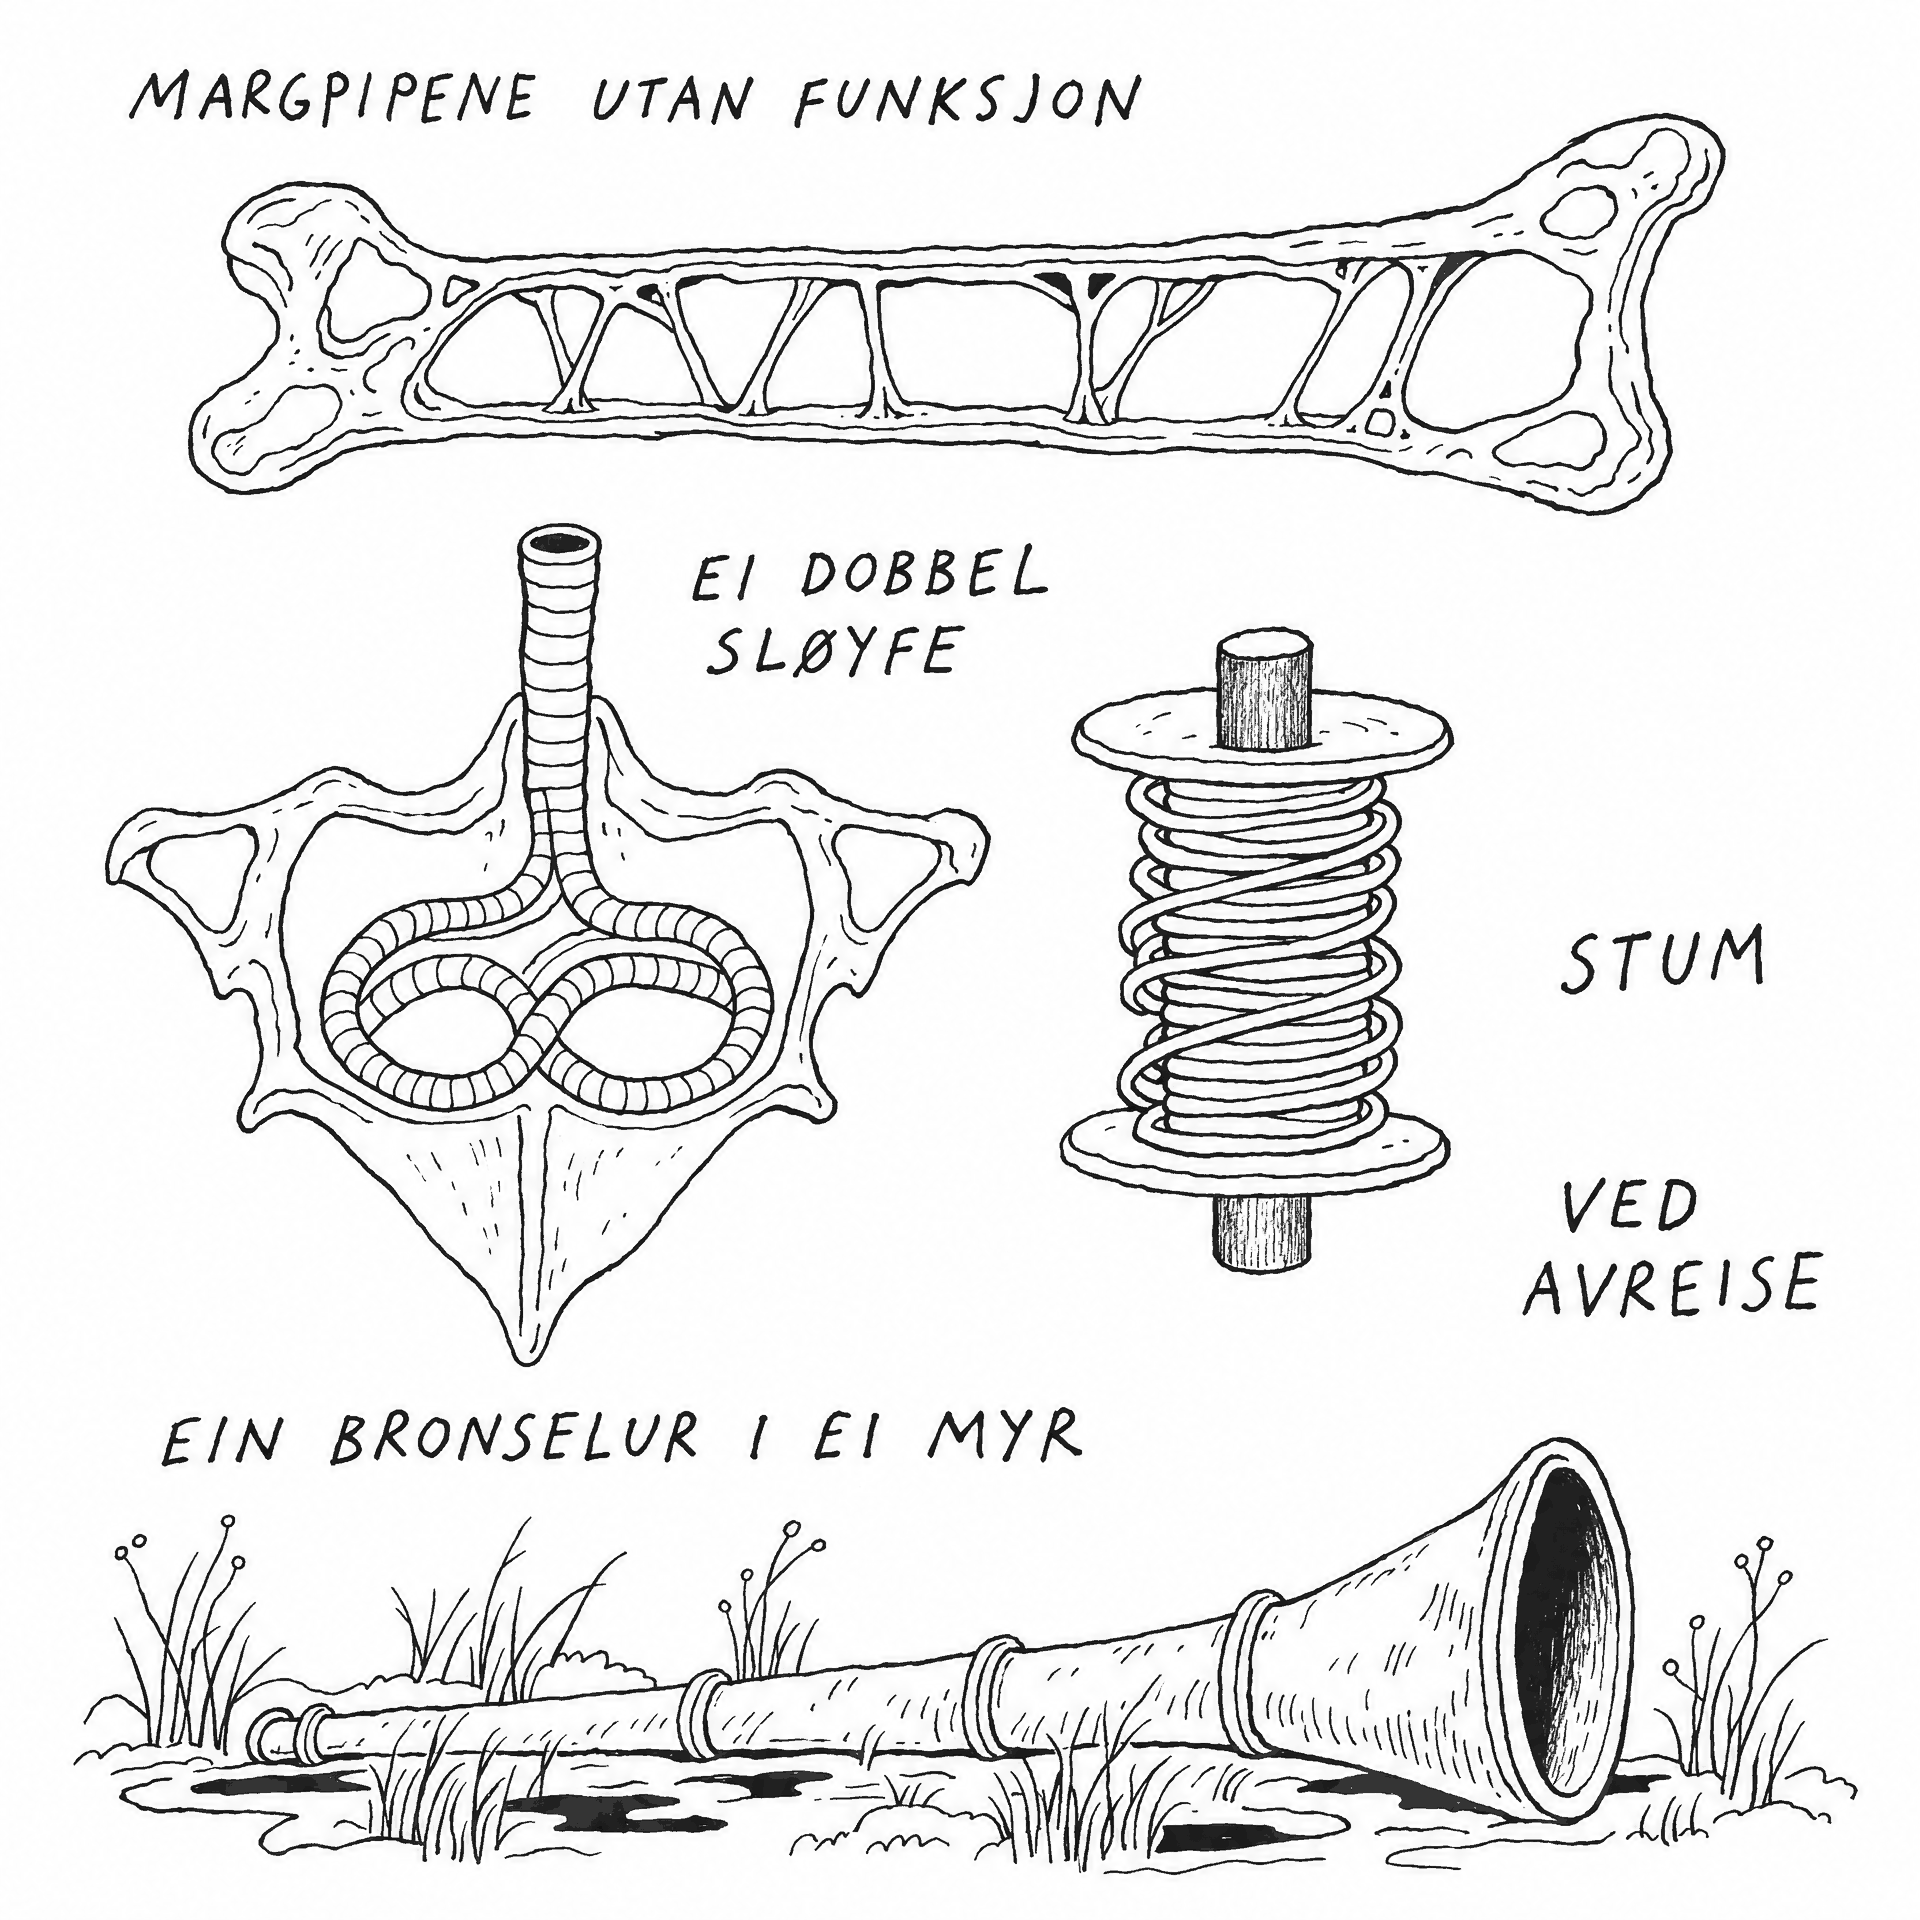 MARGPIPENE UTAN FUNKSJON
EI DOBBEL
SLØYFE
STUM
VED
AVREISE
EIN BRONSELUR I EI MYR